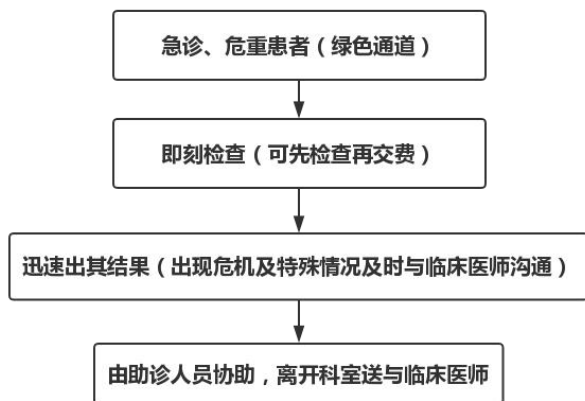 急诊、危重患者（绿色通道）
即刻检查（可先检查再交费）
迅速出其结果（出现危机及特殊情况及时与临床医师沟通）
由助诊人员协助，离开科室送与临床医师